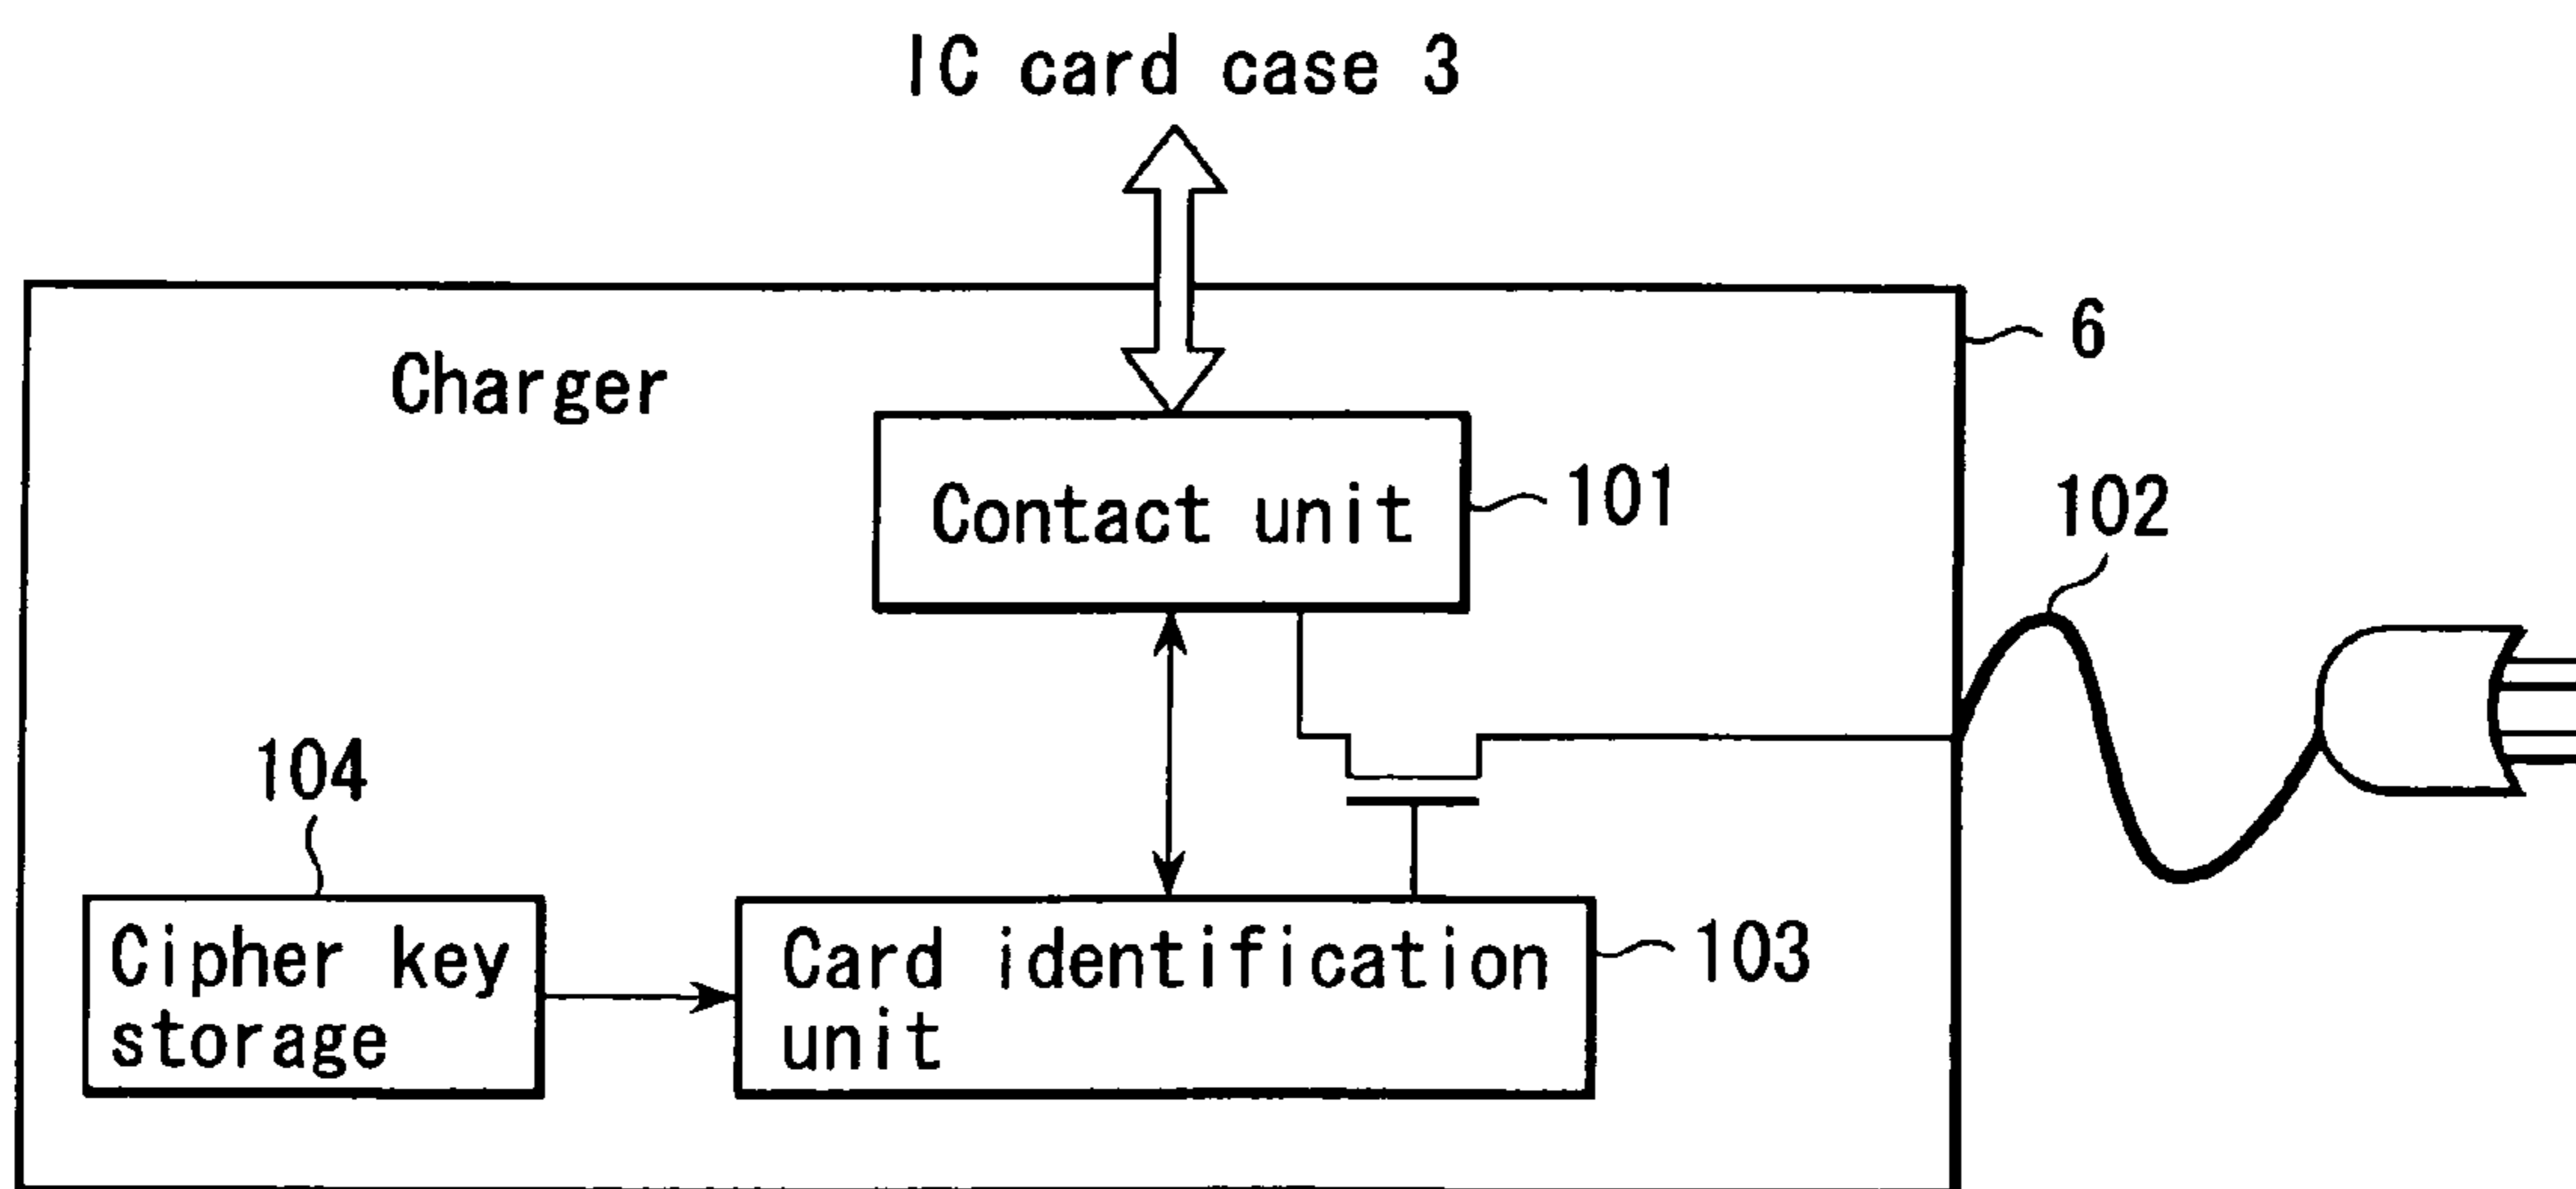 IC card case 3
6
Charger
Contact unit
101
102
104
Cipher key
storage
Card identification
unit
103